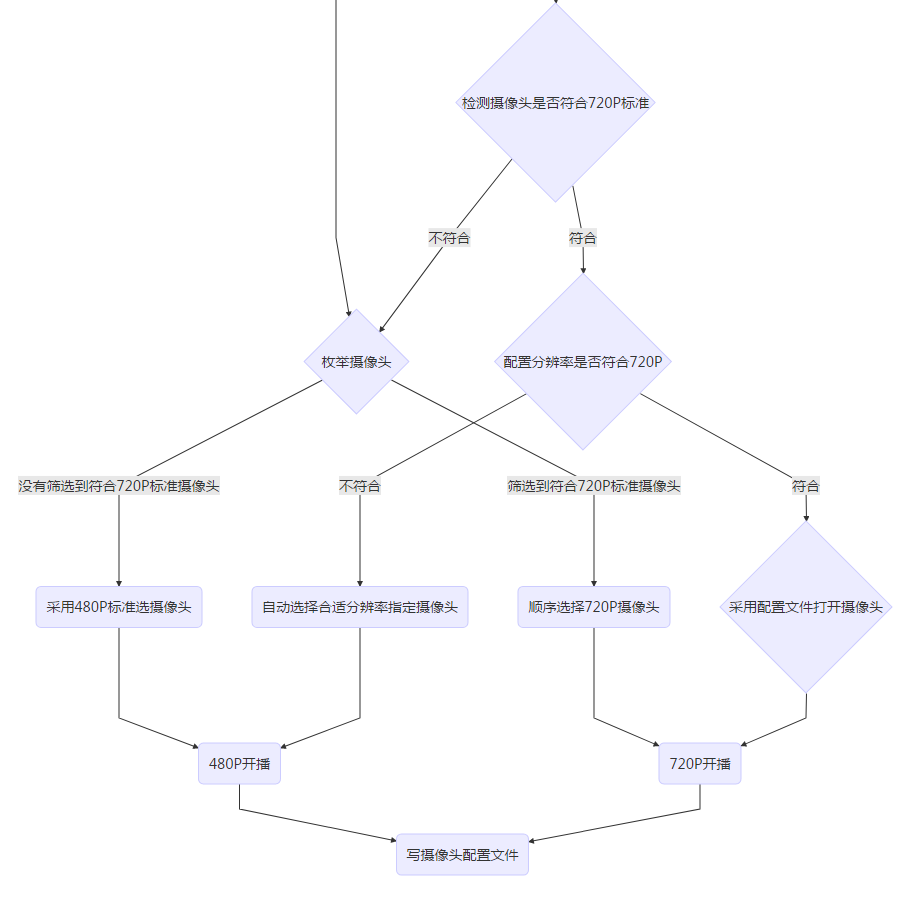 检测摄像头是否符合720P标准
不符合
符合
枚举摄像头
配置分辨率是否符合720P
没有筛选到符合720P标准摄像头
不符合
筛选到符合720P标准摄像头
符合
采用480P标准选摄像头
自动选择合适分辨率指定摄像头
顺序选择720P摄像头
采用配置文件打开摄像头
480P开播
720P开播
写摄像头配置文件